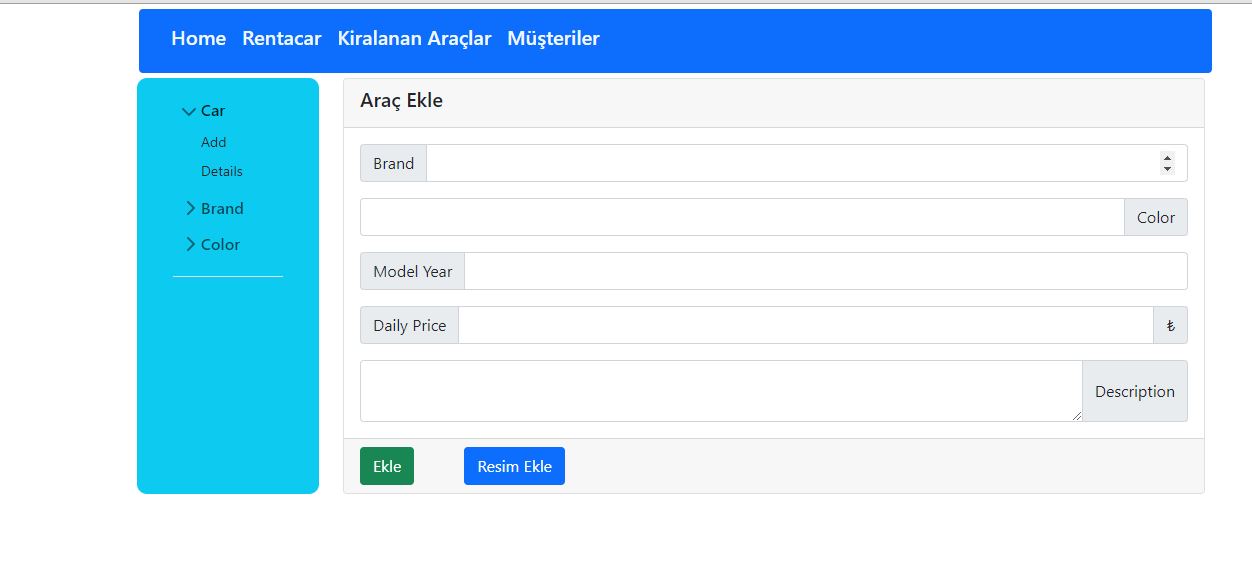 Home Rentacar Kiralanan Araçlar Müşteriler
Car
Add
Details
Brand
Color
Araç Ekle
Brand
Color
Model Year
Daily Price ₺
Description
Ekle Resim Ekle